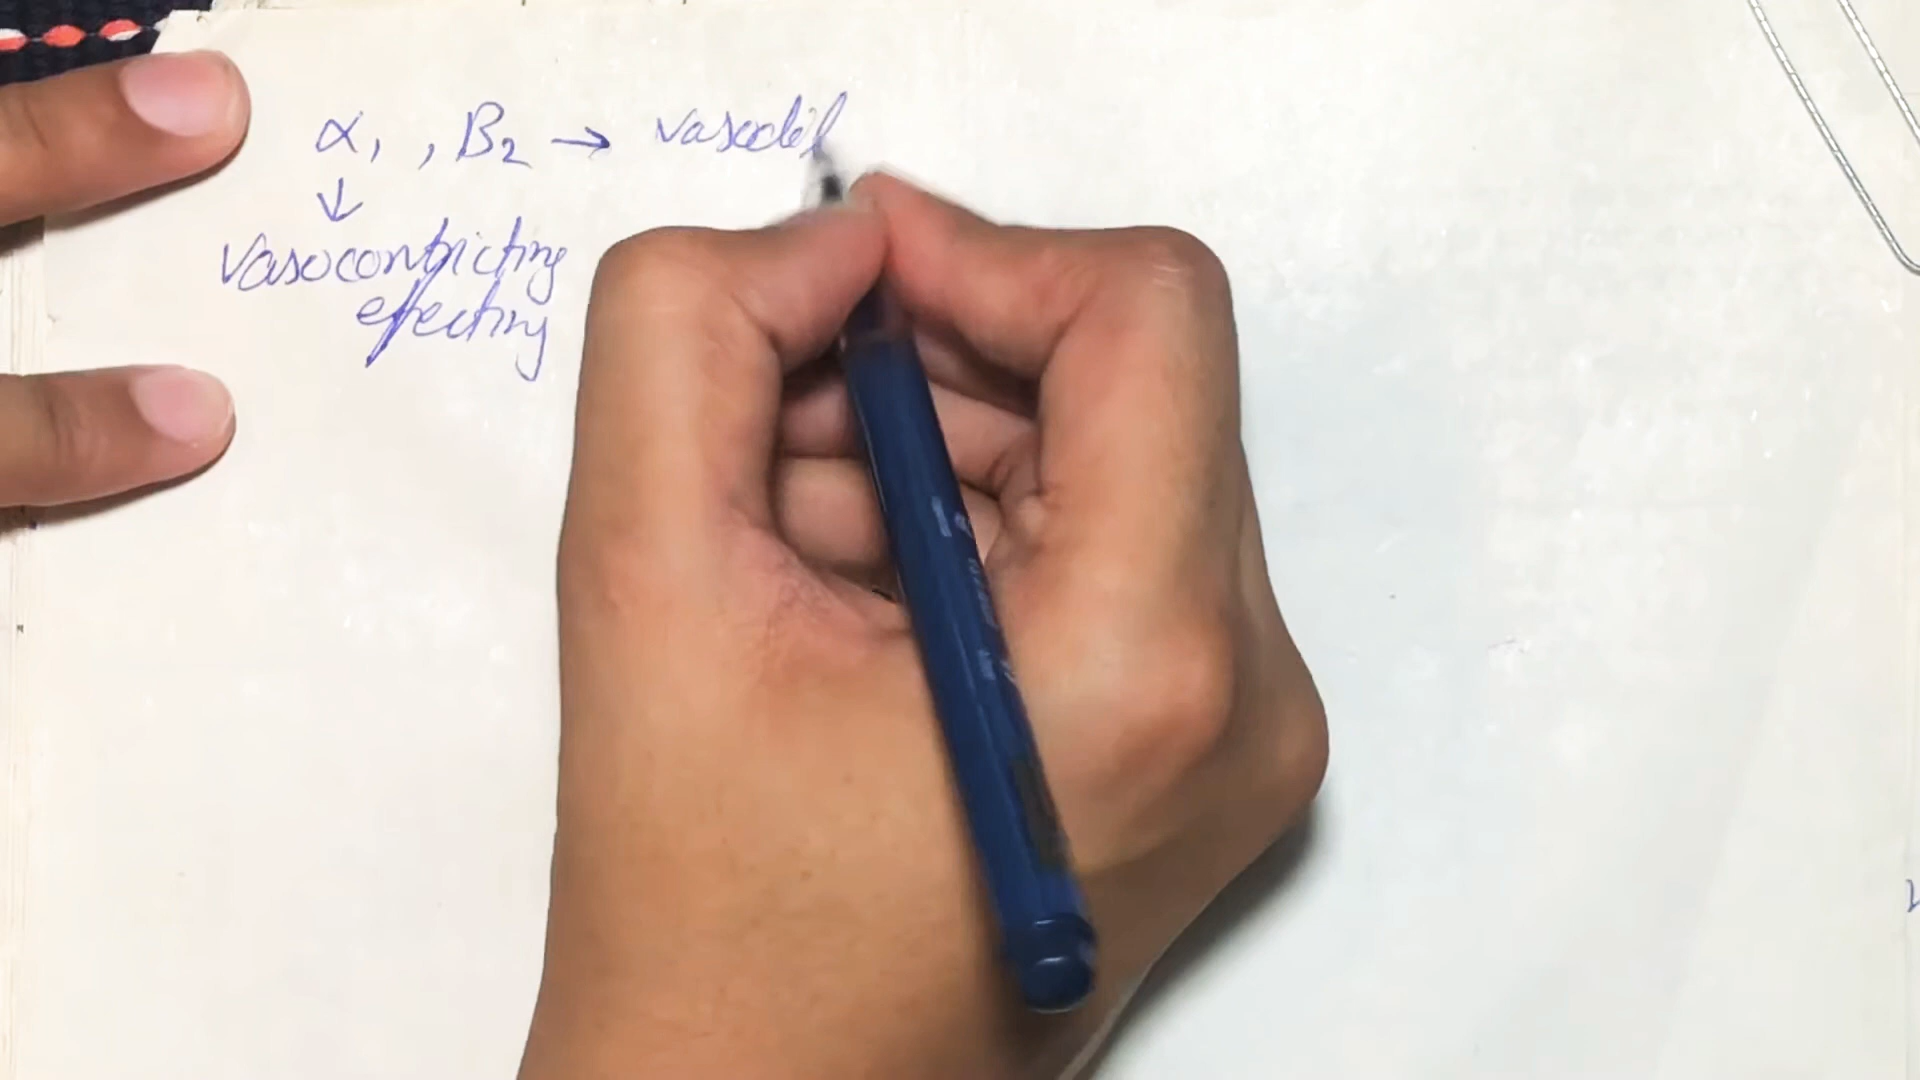 α₁ , B₂ → vasodil
↓
vasocontricting
effecting